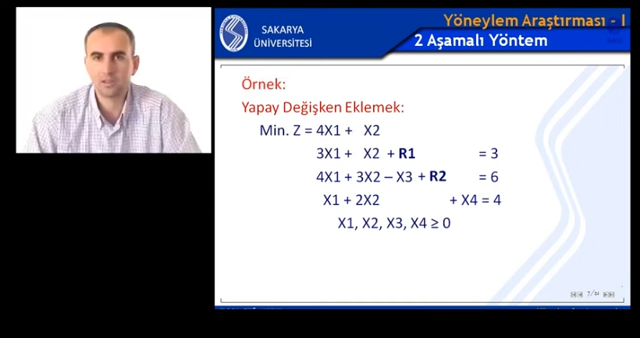 SAKARYA
ÜNİVERSİTESİ
Yöneylem Araştırması - I
2 Aşamalı Yöntem
Örnek:
Yapay Değişken Eklemek:
Min. Z = 4X1 + X2
3X1 + X2 + R1 = 3
4X1 + 3X2 – X3 + R2 = 6
X1 + 2X2 + X4 = 4
X1, X2, X3, X4 ≥ 0